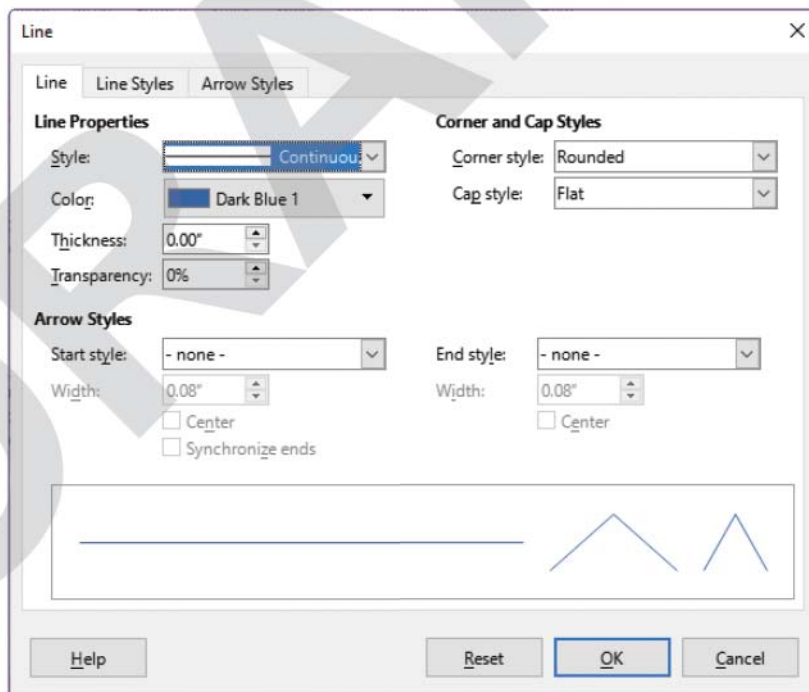 Line
Line Line Styles Arrow Styles
Line Properties Corner and Cap Styles
Style: Continuou Corner style: Rounded
Color: Dark Blue 1 Cap style: Flat
Thickness: 0.00"
Transparency: 0%
Arrow Styles
Start style: - none - End style: - none -
Width: 0.08" Width: 0.08"
Center Center
Synchronize ends
Help Reset OK Cancel